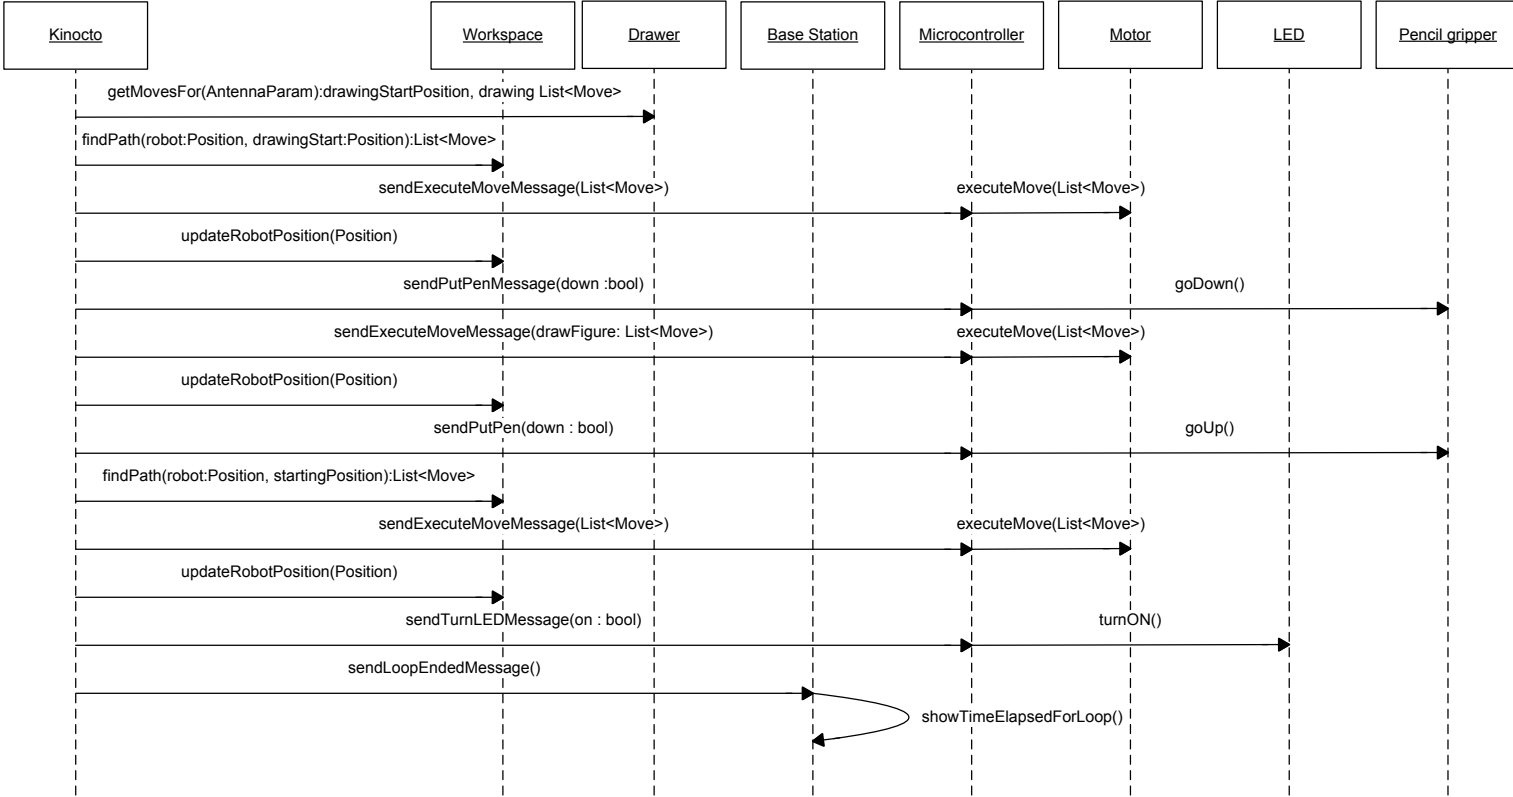 Kinocto
Workspace
Drawer
Base Station
Microcontroller
Motor
LED
Pencil gripper
getMovesFor(AntennaParam):drawingStartPosition, drawing List<Move>
findPath(robot:Position, drawingStart:Position):List<Move>
sendExecuteMoveMessage(List<Move>)
executeMove(List<Move>)
updateRobotPosition(Position)
sendPutPenMessage(down :bool)
goDown()
sendExecuteMoveMessage(drawFigure: List<Move>)
executeMove(List<Move>)
updateRobotPosition(Position)
sendPutPen(down : bool)
goUp()
findPath(robot:Position, startingPosition):List<Move>
sendExecuteMoveMessage(List<Move>)
executeMove(List<Move>)
updateRobotPosition(Position)
sendTurnLEDMessage(on : bool)
turnON()
sendLoopEndedMessage()
showTimeElapsedForLoop()